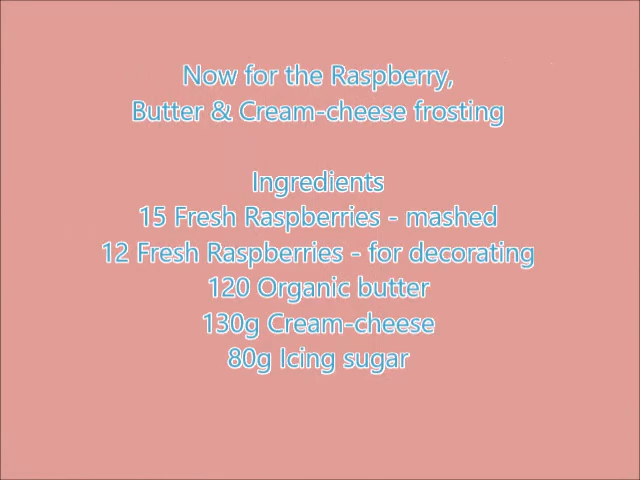 Now for the Raspberry,
Butter & Cream-cheese frosting
Ingredients
15 Fresh Raspberries - mashed
12 Fresh Raspberries - for decorating
120 Organic butter
130g Cream-cheese
80g Icing sugar